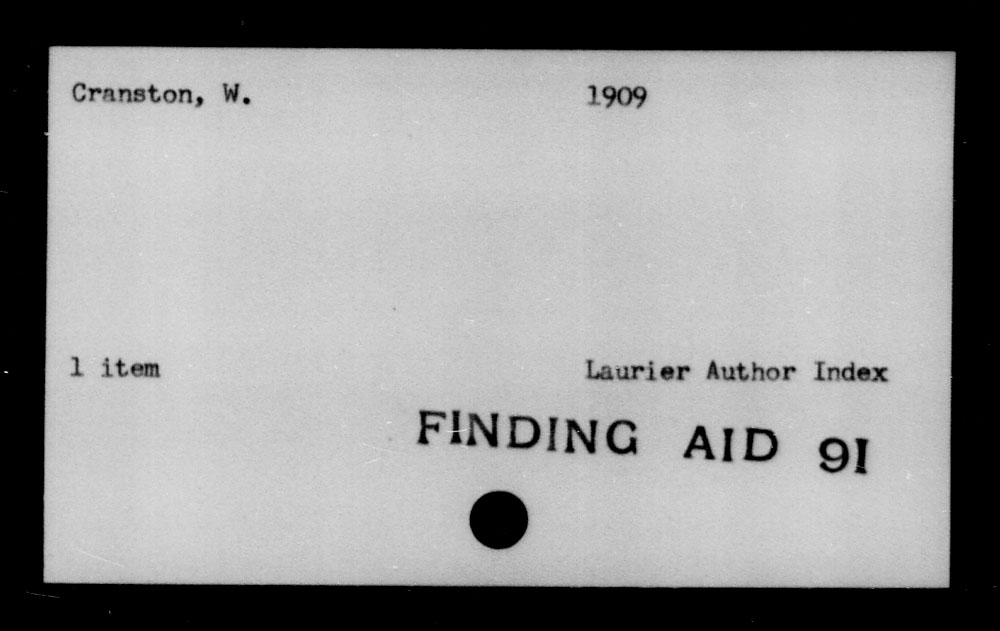 Cranston, W. 1909
1 item Laurier Author Index
FINDING AID 91